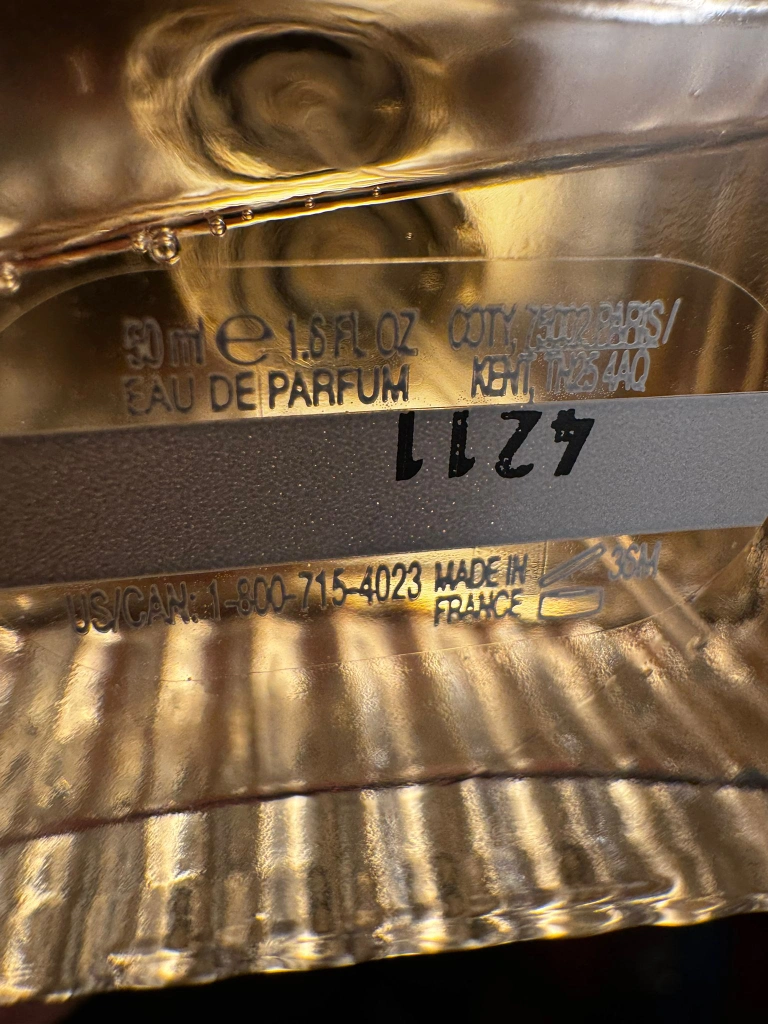 50 ml e 1.6 FL OZ
EAU DE PARFUM
COTY, 75002 PARIS/
KENT, TN25 4AQ
4211
US/CAN: 1-800-715-4023
MADE IN
FRANCE
36M